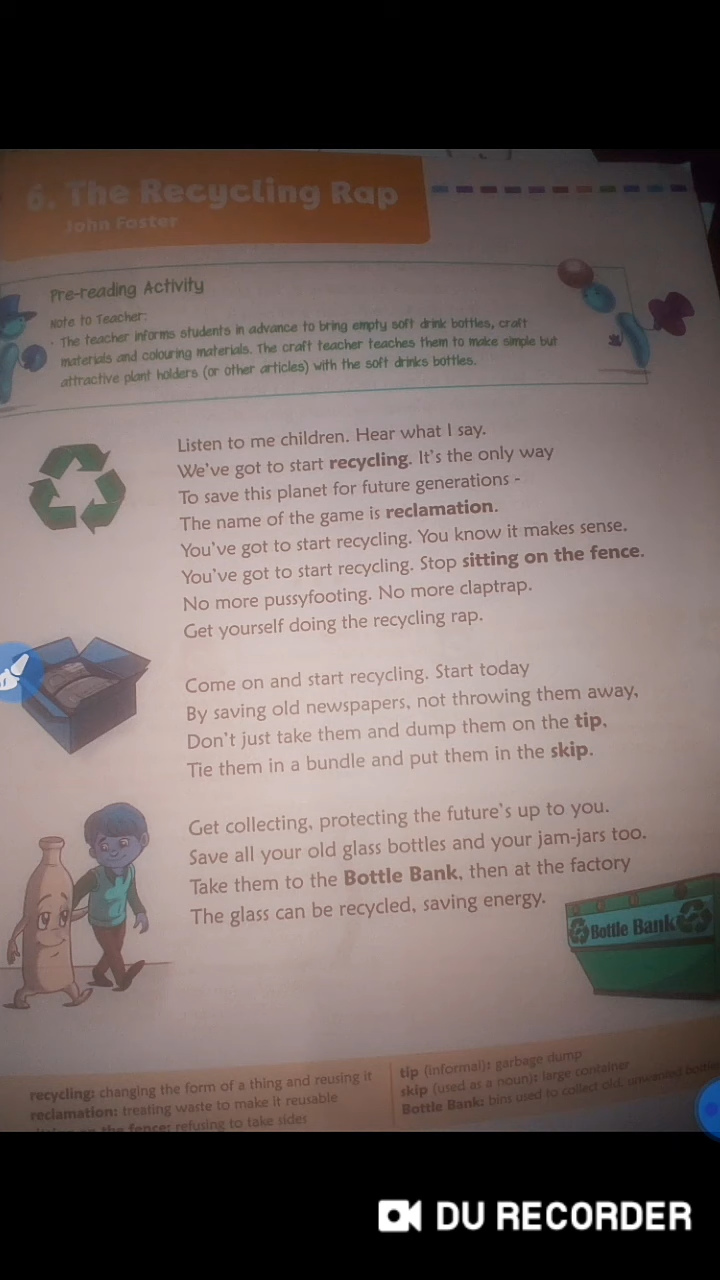 6. The Recycling Rap
John Foster
Pre-reading Activity
Note to Teacher:
· The teacher informs students in advance to bring empty soft drink bottles, craft
materials and colouring materials. The craft teacher teaches them to make simple but
attractive plant holders (or other articles) with the soft drinks bottles.
Listen to me children. Hear what I say.
We've got to start recycling. It's the only way
To save this planet for future generations -
The name of the game is reclamation.
You've got to start recycling. You know it makes sense.
You've got to start recycling. Stop sitting on the fence.
No more pussyfooting. No more claptrap.
Get yourself doing the recycling rap.
Come on and start recycling. Start today
By saving old newspapers, not throwing them away,
Don't just take them and dump them on the tip,
Tie them in a bundle and put them in the skip.
Get collecting, protecting the future's up to you.
Save all your old glass bottles and your jam-jars too.
Take them to the Bottle Bank, then at the factory
The glass can be recycled, saving energy.
Bottle Bank
recycling: changing the form of a thing and reusing it
reclamation: treating waste to make it reusable
on the fence: refusing to take sides
tip (informal): garbage dump
skip (used as a noun): large container
Bottle Bank: bins used to collect old, unwanted
DU RECORDER